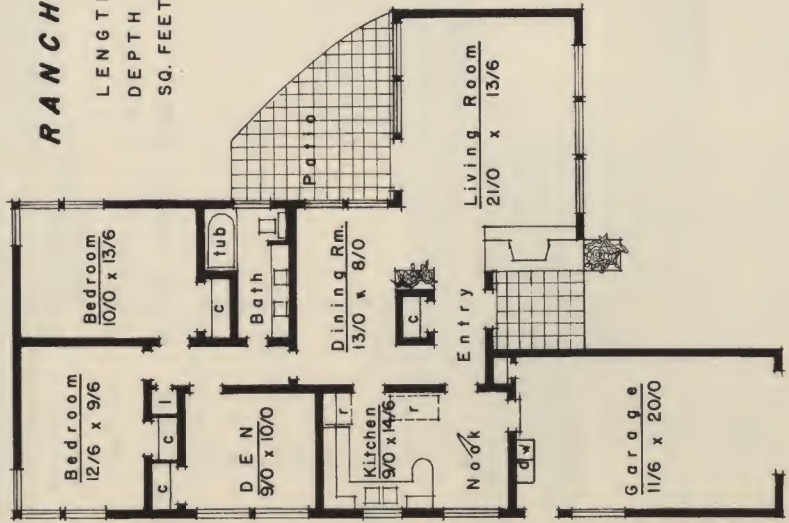 RANCH
LENGTH
DEPTH
SQ. FEET
Bedroom
12/6 x 9/6
Bedroom
10/0 x 13/6
c
c
l
c
tub
Bath
DEN
9/0 x 10/0
Dining Rm.
13/0 x 8/0
Patio
Living Room
21/0 x 13/6
c
Entry
r
Kitchen
9/0 x 14/6
r
Nook
d w
Garage
11/6 x 20/0